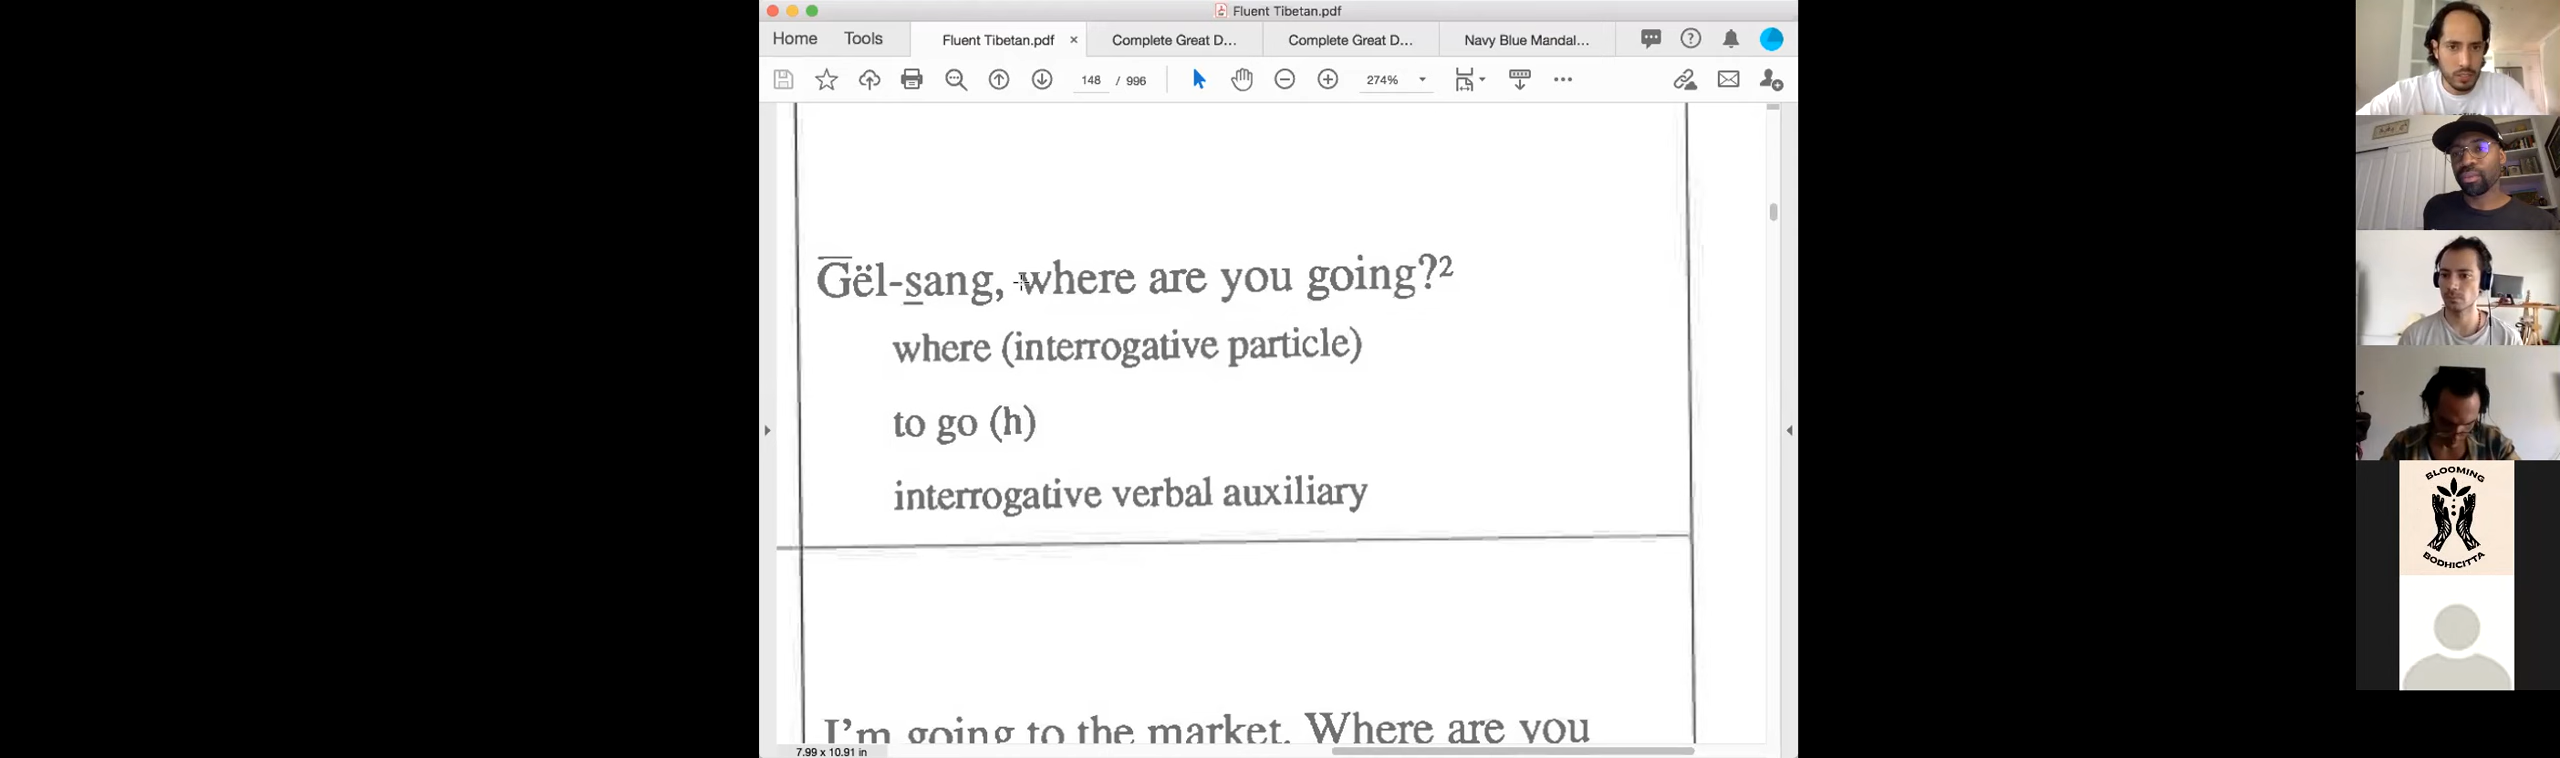 Fluent Tibetan.pdf
Home Tools Fluent Tibetan.pdf × Complete Great D... Complete Great D... Navy Blue Mandal...
148 / 996 274%
G̅ël-s̲ang, where are you going?²
where (interrogative particle)
to go (h)
interrogative verbal auxiliary
I'm going to the market. Where are you
7.99 x 10.91 in
BLOOMING
BODHICITTA